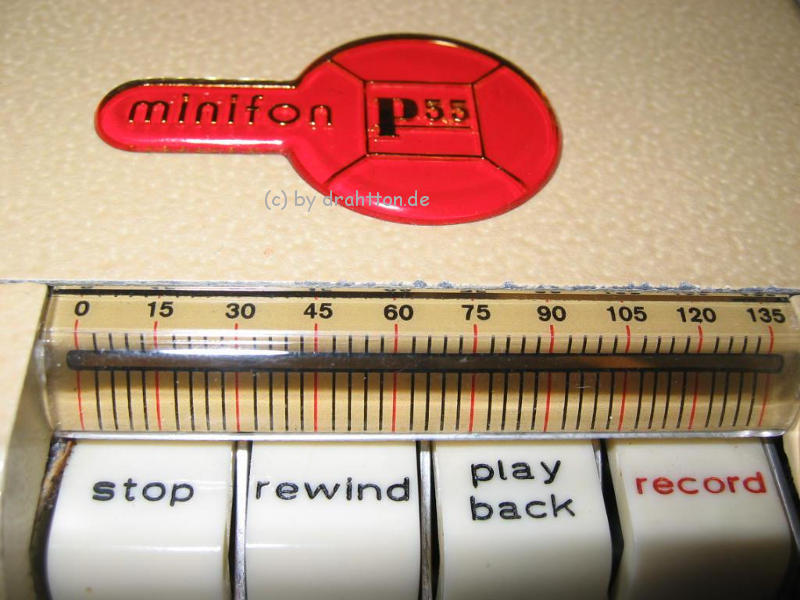 minifon P55
(c) by drahtton.de
0 15 30 45 60 75 90 105 120 135
stop rewind play back record